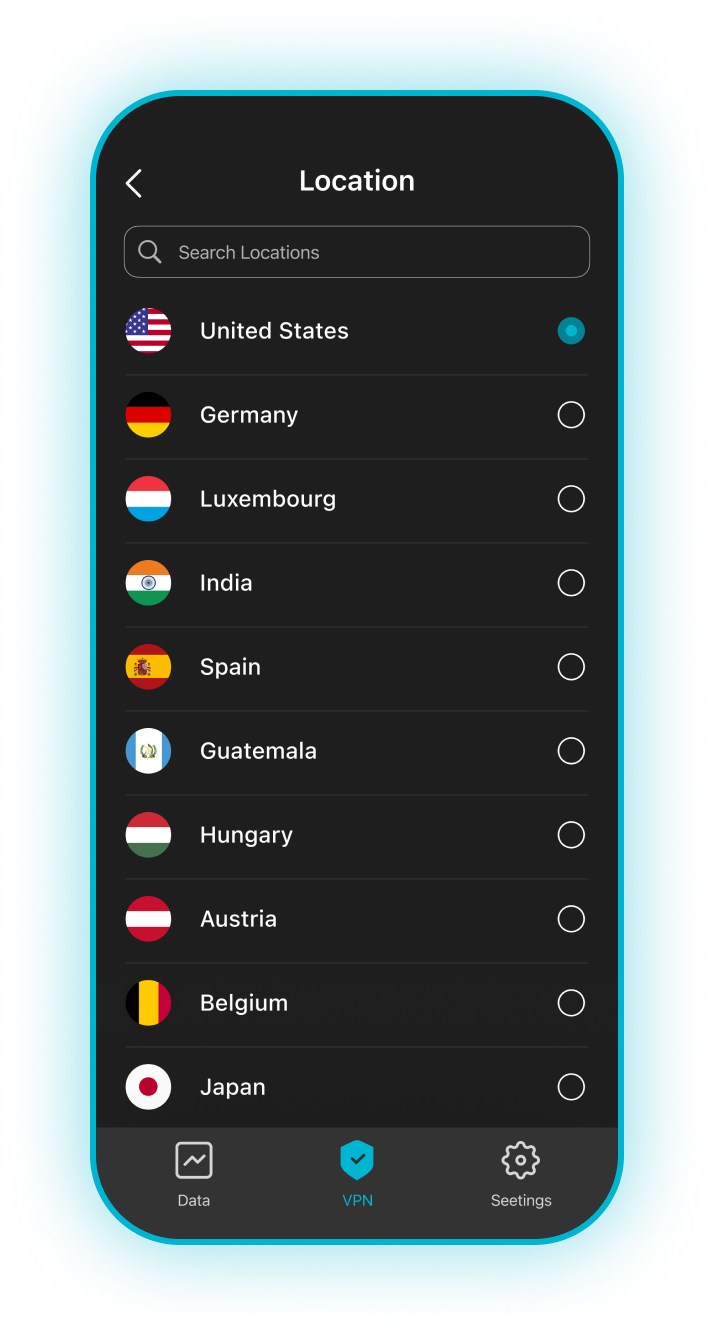 Location
Search Locations
United States
Germany
Luxembourg
India
Spain
Guatemala
Hungary
Austria
Belgium
Japan
Data
VPN
Seetings